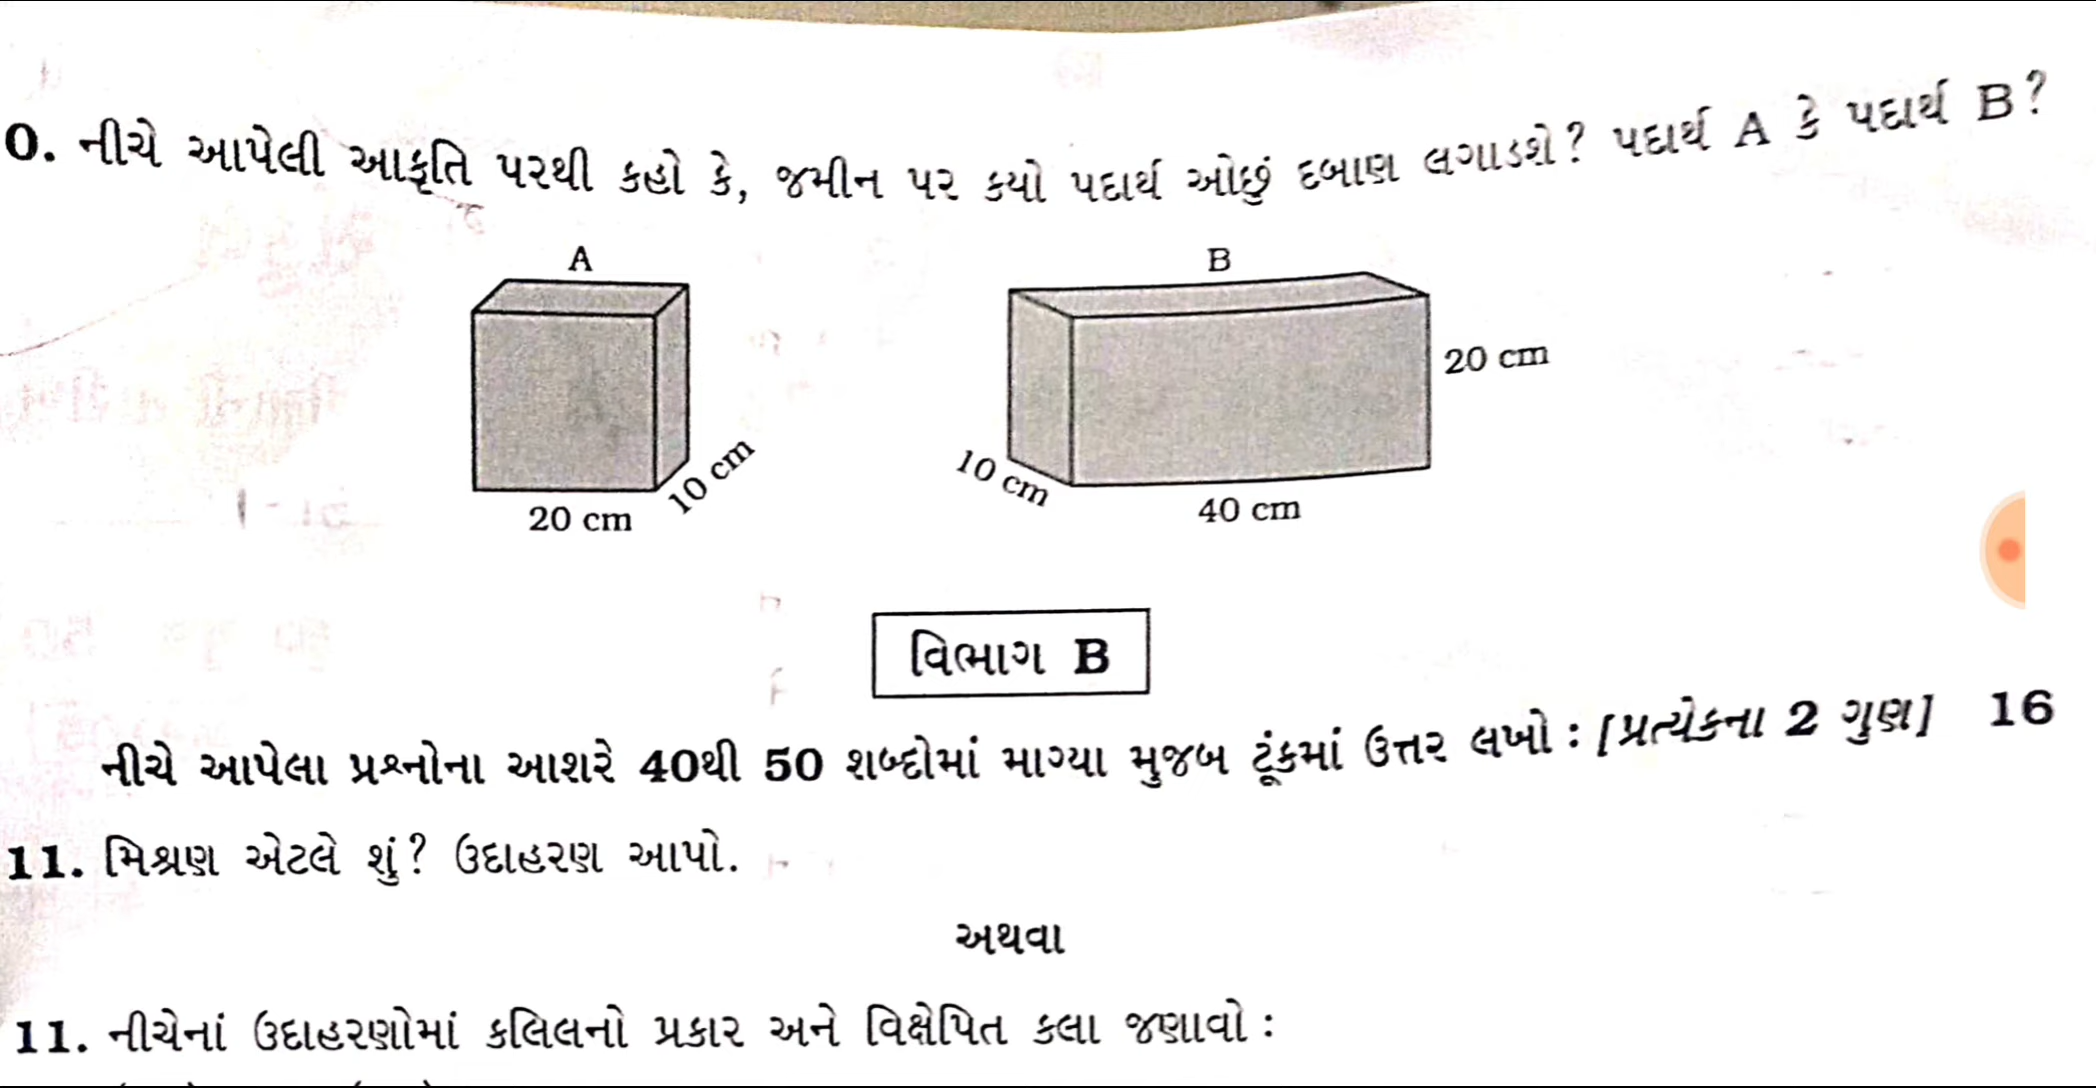 0. નીચે આપેલી આકૃતિ પરથી કહો કે, જમીન પર કયો પદાર્થ ઓછું દબાણ લગાડશે? પદાર્થ A કે પદાર્થ B?
A
B
20 cm
10 cm
10 cm
20 cm
40 cm
વિભાગ B
નીચે આપેલા પ્રશ્નોના આશરે 40થી 50 શબ્દોમાં માગ્યા મુજબ ટૂંકમાં ઉત્તર લખો : [પ્રત્યેકના 2 ગુણ] 16
11. મિશ્રણ એટલે શું? ઉદાહરણ આપો.
અથવા
11. નીચેનાં ઉદાહરણોમાં કલિલનો પ્રકાર અને વિક્ષેપિત કલા જણાવો :